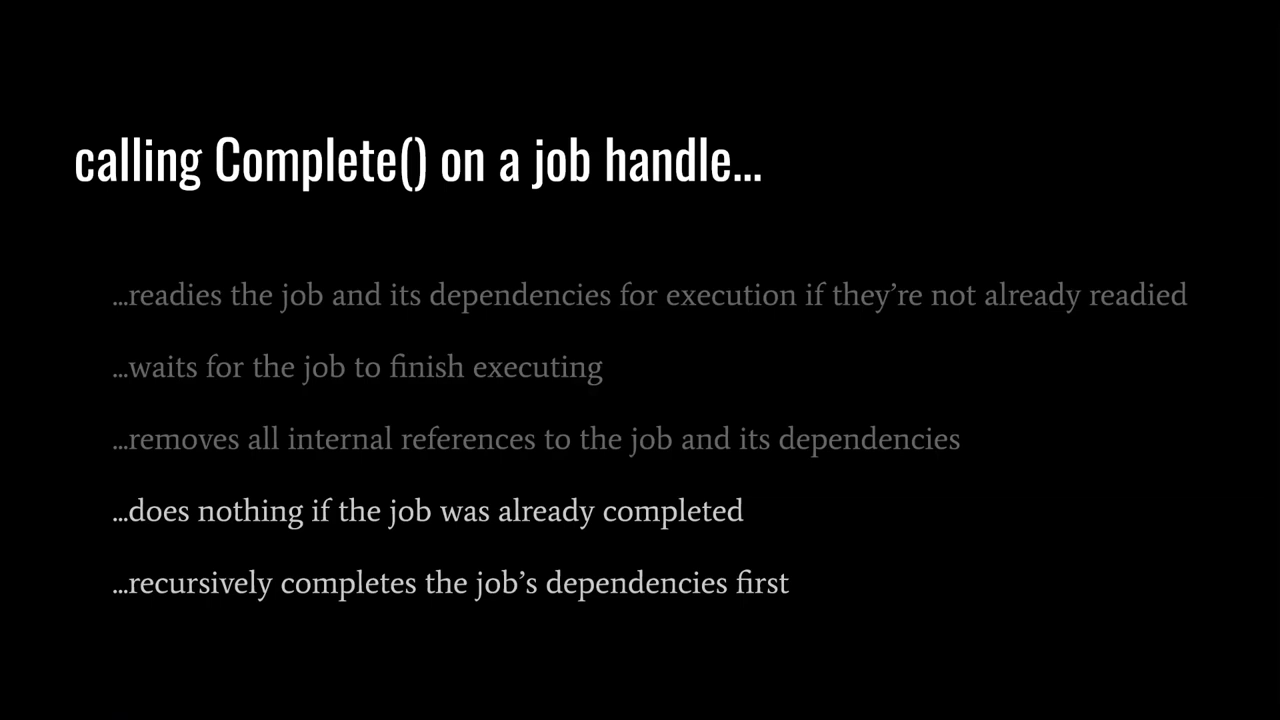 calling Complete() on a job handle...
...readies the job and its dependencies for execution if they’re not already readied
...waits for the job to finish executing
...removes all internal references to the job and its dependencies
...does nothing if the job was already completed
...recursively completes the job’s dependencies first